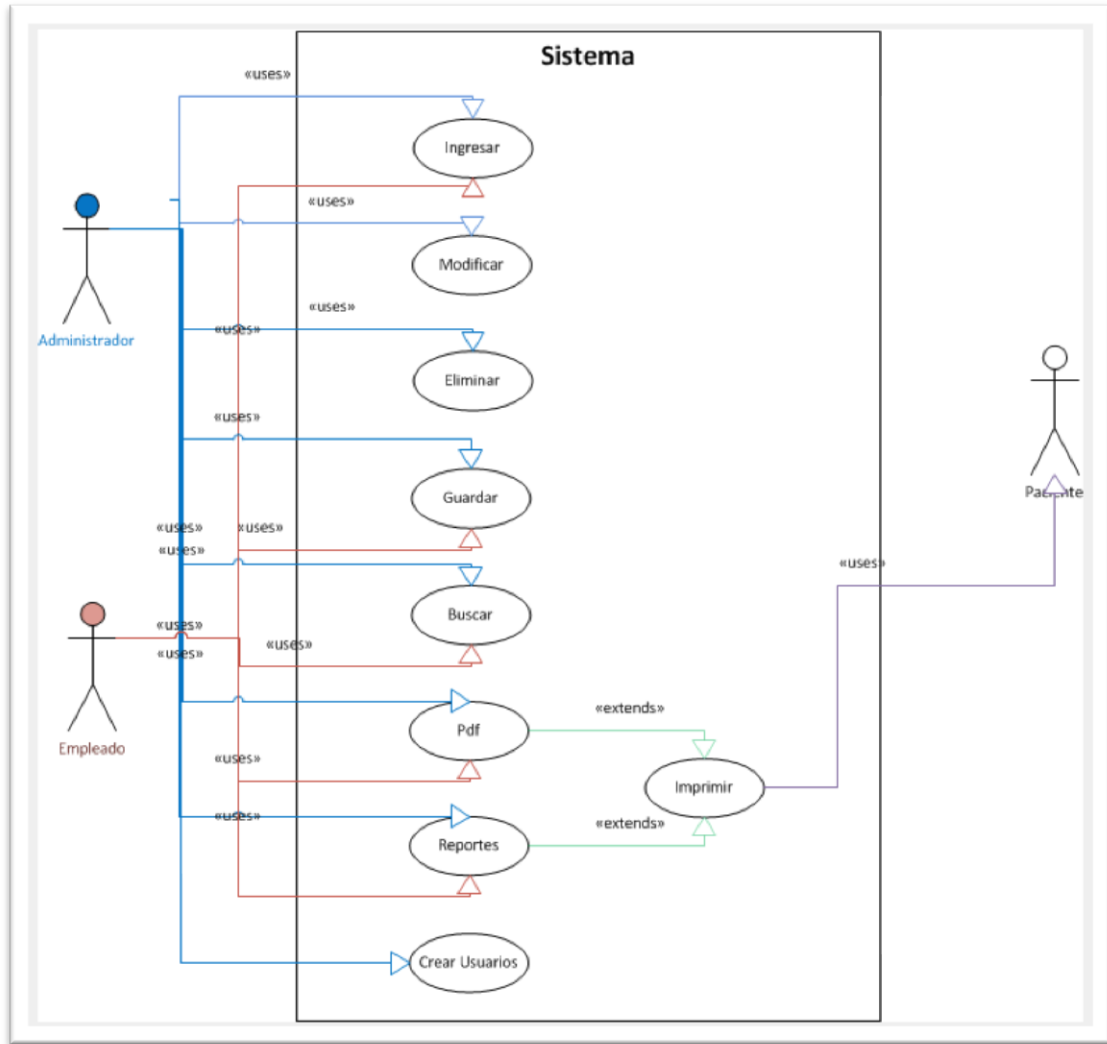 Sistema
«uses»
Ingresar
«uses»
Modificar
«uses»
«uses»
Administrador
Eliminar
«uses»
Guardar
Paciente
«uses»
«uses»
«uses»
«uses»
Buscar
«uses»
«uses»
«uses»
«extends»
Pdf
Empleado
«uses»
Imprimir
«uses»
«extends»
Reportes
Crear Usuarios